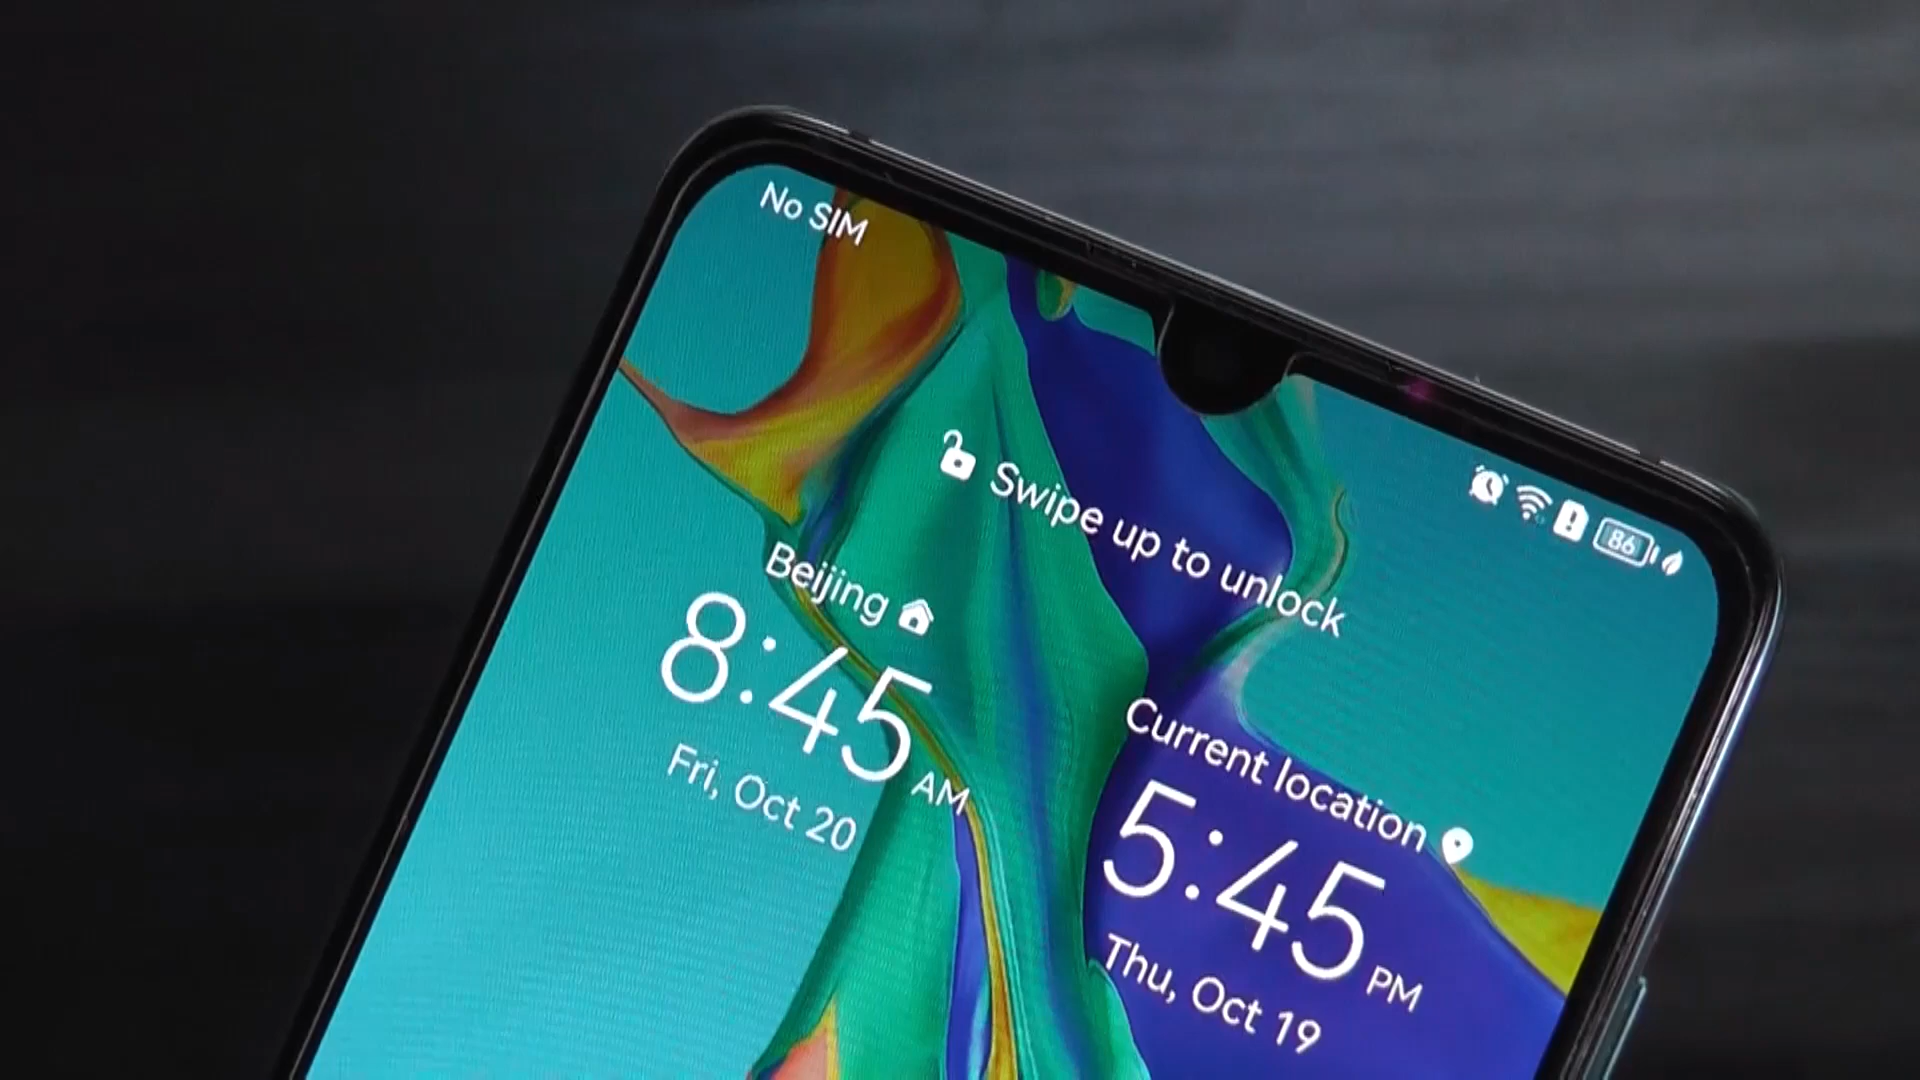 No SIM
86
Swipe up to unlock
Beijing
8:45 AM
Fri, Oct 20
Current location
5:45 PM
Thu, Oct 19